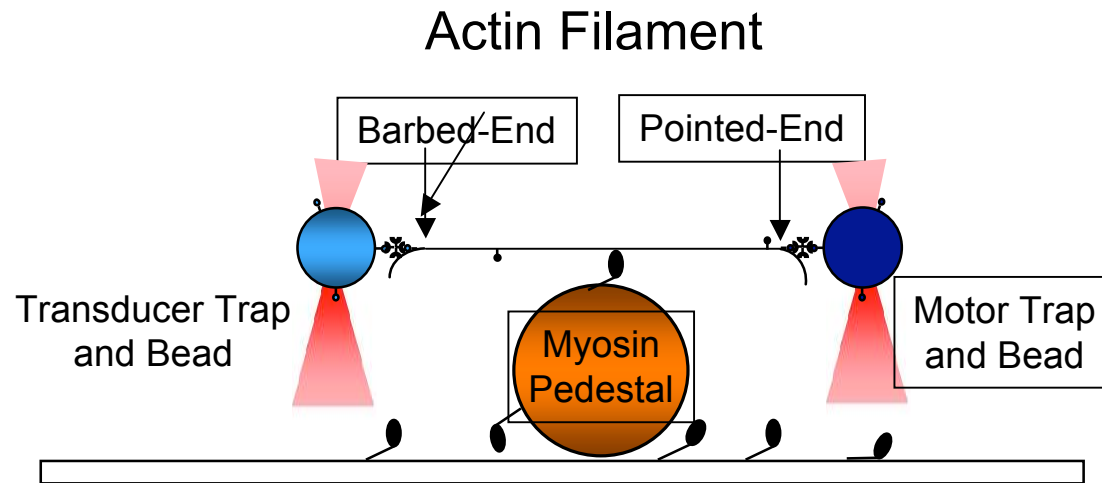 Actin Filament
Barbed-End
Pointed-End
Transducer Trap
and Bead
Myosin
Pedestal
Motor Trap
and Bead